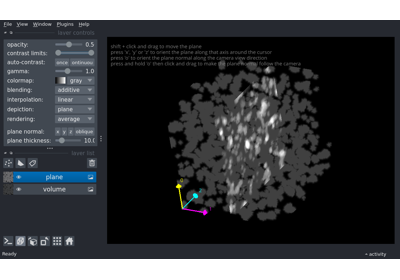 File View Window Plugins Help
layer controls
opacity: 0.5
contrast limits:
auto-contrast: once continuous
gamma: 1.0
colormap: gray
blending: additive
interpolation: linear
depiction: plane
rendering: average
plane normal: x y z oblique
plane thickness: 10.0
layer list
plane
volume
shift + click and drag to move the plane
press 'x', 'y' or 'z' to orient the plane along that axis around the cursor
press 'o' to orient the plane normal along the camera view direction
press and hold 'o' then click and drag to make the plane normal follow the camera
Ready
activity